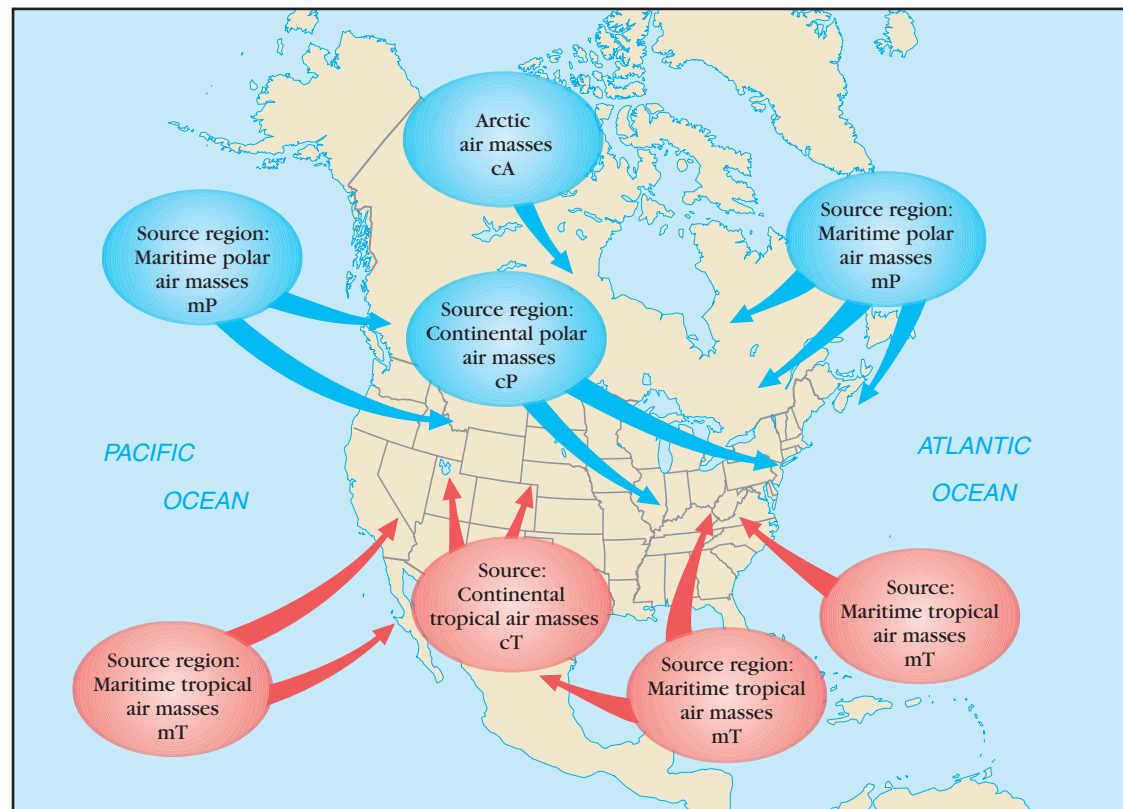 Arctic
air masses
cA
Source region:
Maritime polar
air masses
mP
Source region:
Maritime polar
air masses
mP
Source region:
Continental polar
air masses
cP
PACIFIC
OCEAN
ATLANTIC
OCEAN
Source:
Continental
tropical air masses
cT
Source:
Maritime tropical
air masses
mT
Source region:
Maritime tropical
air masses
mT
Source region:
Maritime tropical
air masses
mT